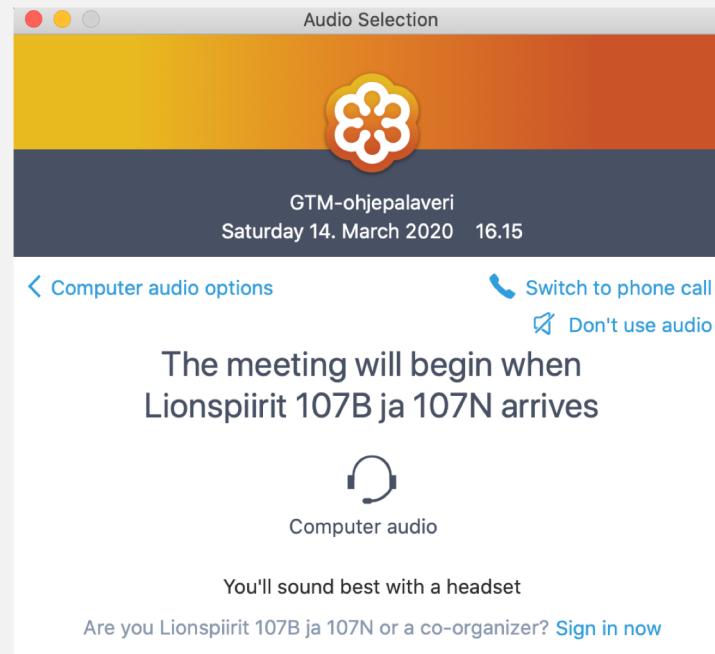 Audio Selection
GTM-ohjepalaveri
Saturday 14. March 2020 16.15
Computer audio options
Switch to phone call
Don't use audio
The meeting will begin when
Lionspiirit 107B ja 107N arrives
Computer audio
You'll sound best with a headset
Are you Lionspiirit 107B ja 107N or a co-organizer? Sign in now